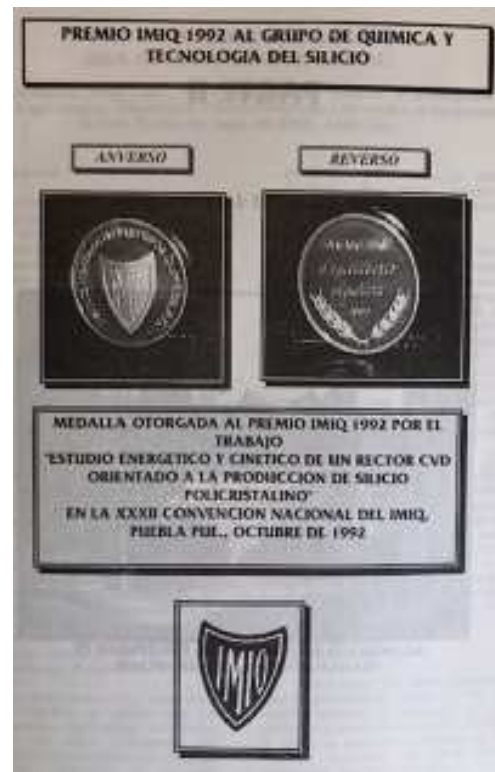 PREMIO IMIQ 1992 AL GRUPO DE QUIMICA Y
TECNOLOGIA DEL SILICIO
ANVERSO
REVERSO
IMIQ
MEDALLA OTORGADA AL PREMIO IMIQ 1992 POR EL
TRABAJO
"ESTUDIO ENERGETICO Y CINETICO DE UN RECTOR CVD
ORIENTADO A LA PRODUCCION DE SILICIO
POLICRISTALINO"
EN LA XXXII CONVENCION NACIONAL DEL IMIQ,
PUEBLA PUE., OCTUBRE DE 1992
IMIQ